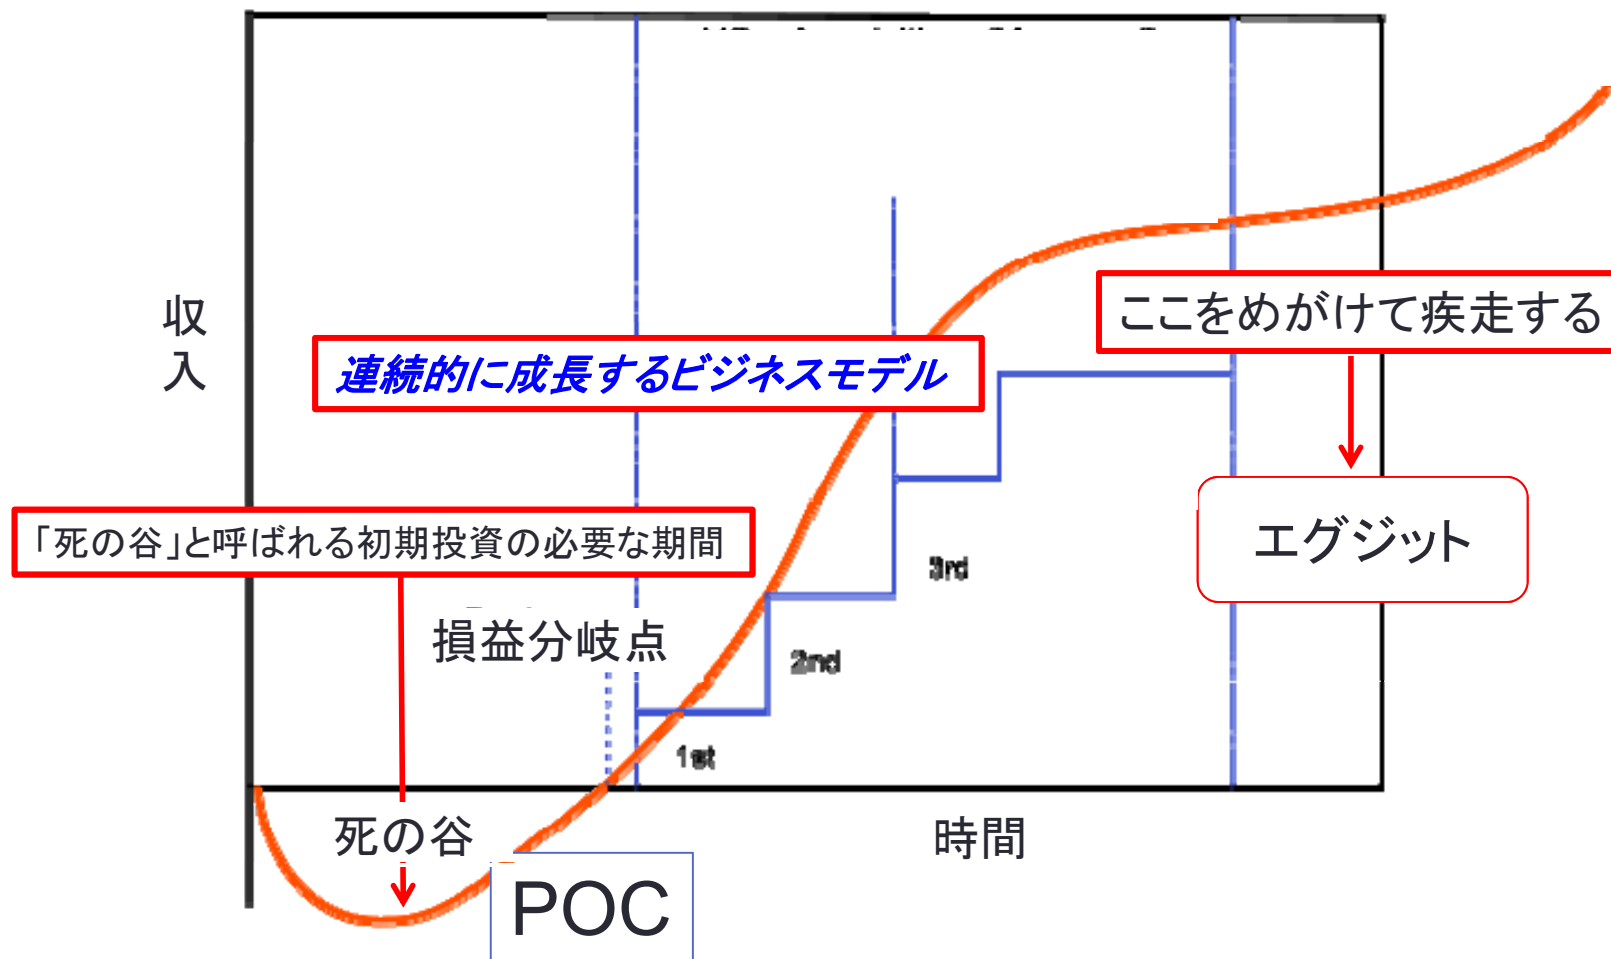 収
入
ここをめがけて疾走する
連続的に成長するビジネスモデル
エグジット
「死の谷」と呼ばれる初期投資の必要な期間
3rd
損益分岐点
2nd
1st
死の谷
時間
POC